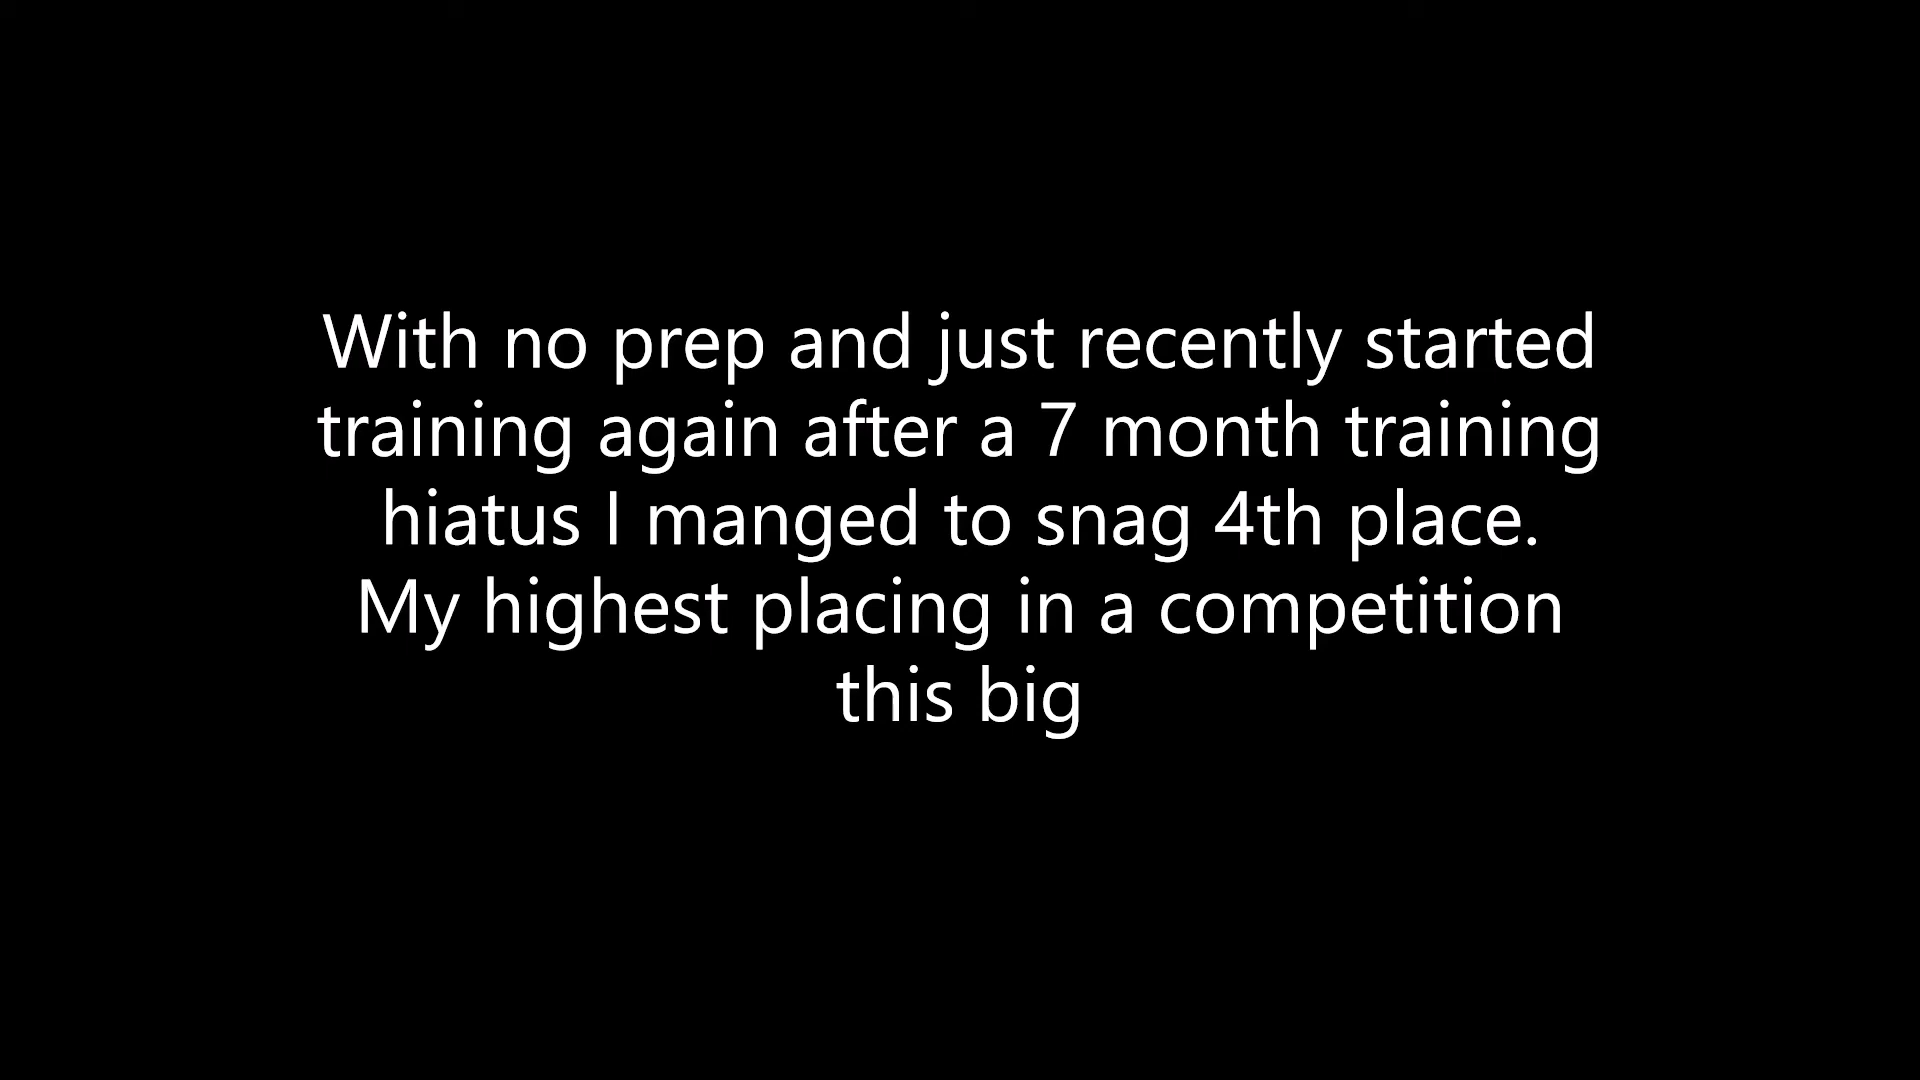 With no prep and just recently started
training again after a 7 month training
hiatus I manged to snag 4th place.
My highest placing in a competition
this big